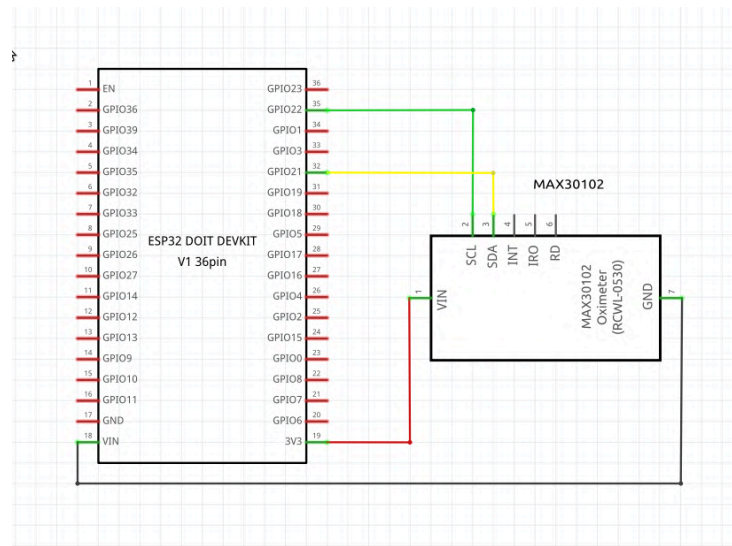 1 EN GPIO23 36
2 GPIO36 GPIO22 35
3 GPIO39 GPIO1 34
4 GPIO34 GPIO3 33
5 GPIO35 GPIO21 32
6 GPIO32 GPIO19 31
7 GPIO33 GPIO18 30
8 GPIO25 GPIO5 29
9 GPIO26 GPIO17 28
10 GPIO27 GPIO16 27
11 GPIO14 GPIO4 26
12 GPIO12 GPIO2 25
13 GPIO13 GPIO15 24
14 GPIO9 GPIO0 23
15 GPIO10 GPIO8 22
16 GPIO11 GPIO7 21
17 GND GPIO6 20
18 VIN 3V3 19
ESP32 DOIT DEVKIT
V1 36pin
MAX30102
2 SCL
3 SDA
4 INT
5 IRO
6 RD
1 VIN
MAX30102
Oximeter
(RCWL-0530)
GND 7